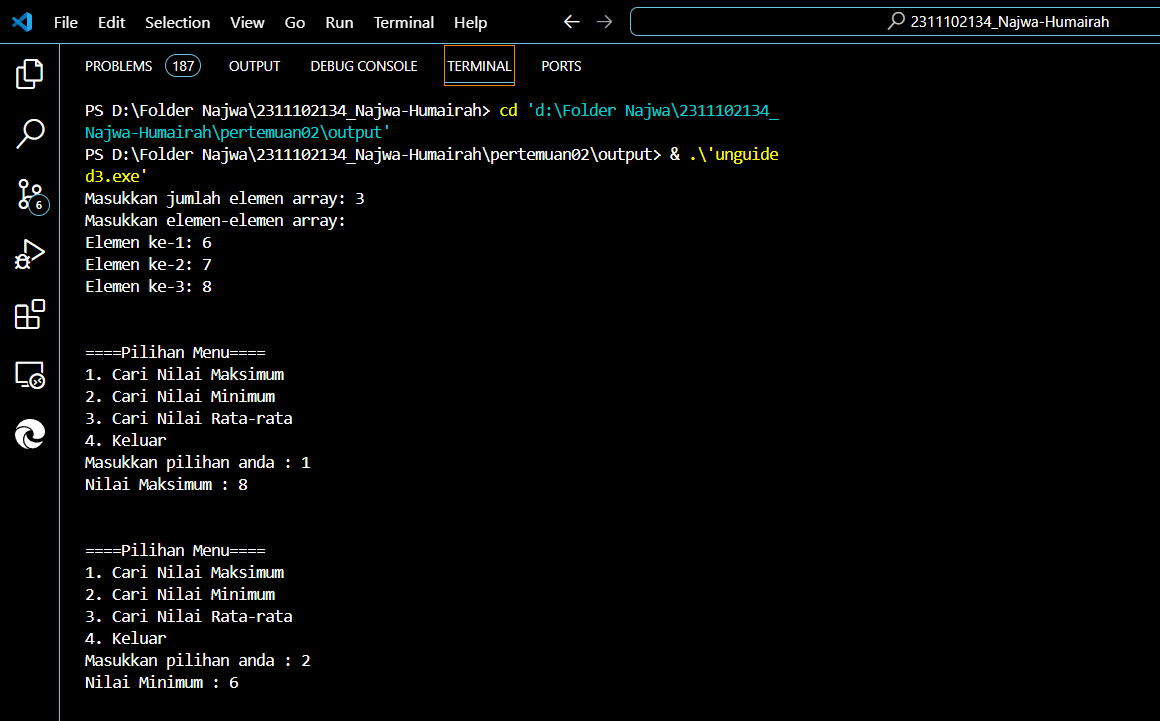 File Edit Selection View Go Run Terminal Help 2311102134_Najwa-Humairah
PROBLEMS 187 OUTPUT DEBUG CONSOLE TERMINAL PORTS
PS D:\Folder Najwa\2311102134_Najwa-Humairah> cd 'd:\Folder Najwa\2311102134_
Najwa-Humairah\pertemuan02\output'
PS D:\Folder Najwa\2311102134_Najwa-Humairah\pertemuan02\output> & .\'unguide
d3.exe'
Masukkan jumlah elemen array: 3
Masukkan elemen-elemen array:
Elemen ke-1: 6
Elemen ke-2: 7
Elemen ke-3: 8
====Pilihan Menu====
1. Cari Nilai Maksimum
2. Cari Nilai Minimum
3. Cari Nilai Rata-rata
4. Keluar
Masukkan pilihan anda : 1
Nilai Maksimum : 8
====Pilihan Menu====
1. Cari Nilai Maksimum
2. Cari Nilai Minimum
3. Cari Nilai Rata-rata
4. Keluar
Masukkan pilihan anda : 2
Nilai Minimum : 6
6